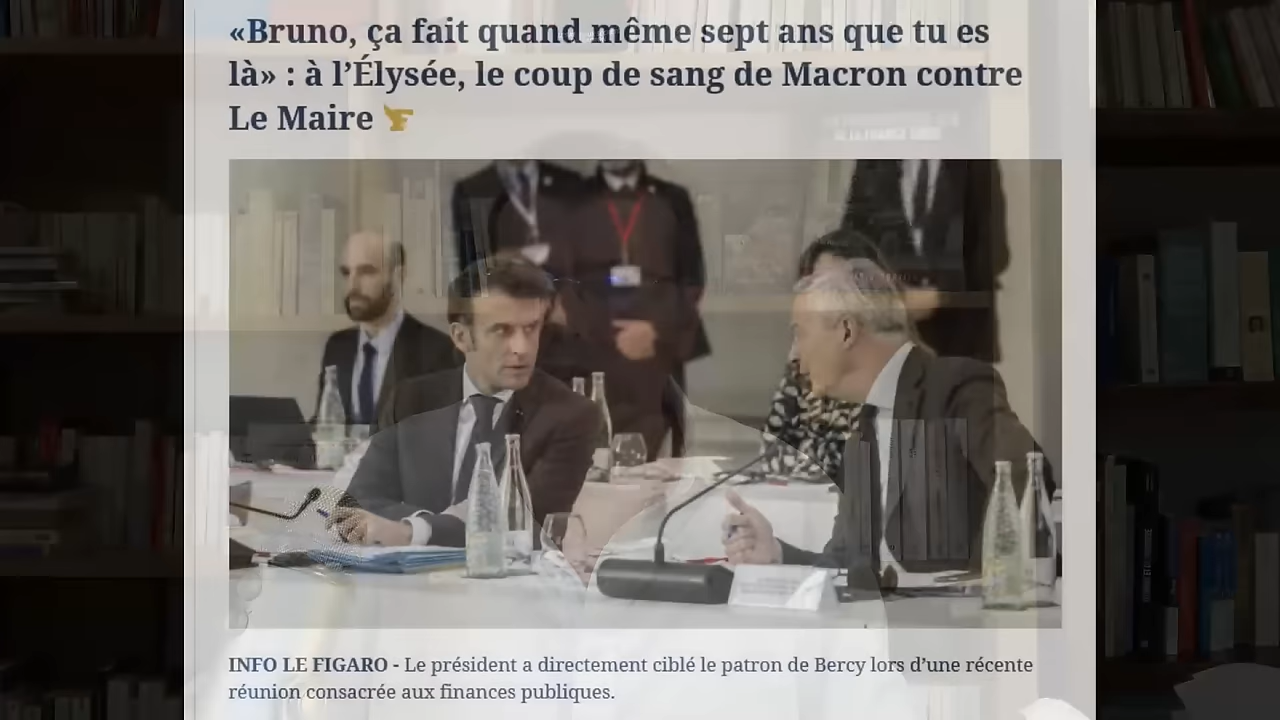 «Bruno, ça fait quand même sept ans que tu es
là» : à l’Élysée, le coup de sang de Macron contre
Le Maire
INFO LE FIGARO - Le président a directement ciblé le patron de Bercy lors d’une récente
réunion consacrée aux finances publiques.